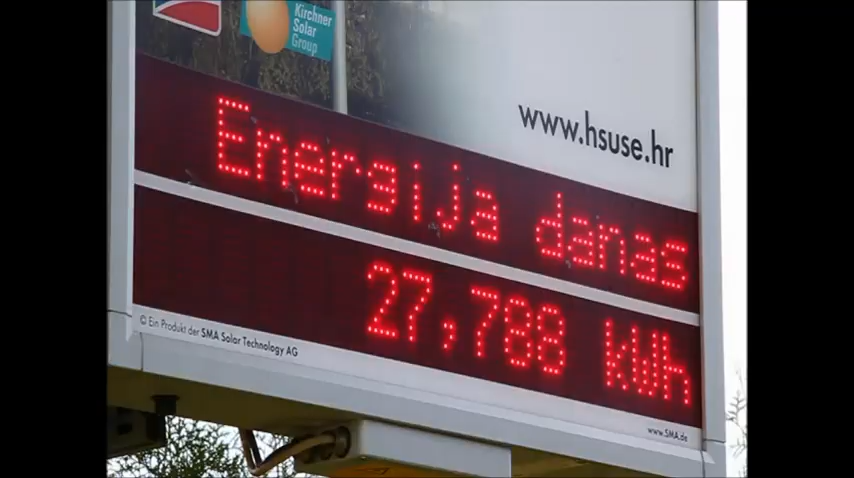 Kirchner
Solar
Group
www.hsuse.hr
Energija danas
27,788 kWh
© Ein Produkt der SMA Solar Technology AG
www.SMA.de